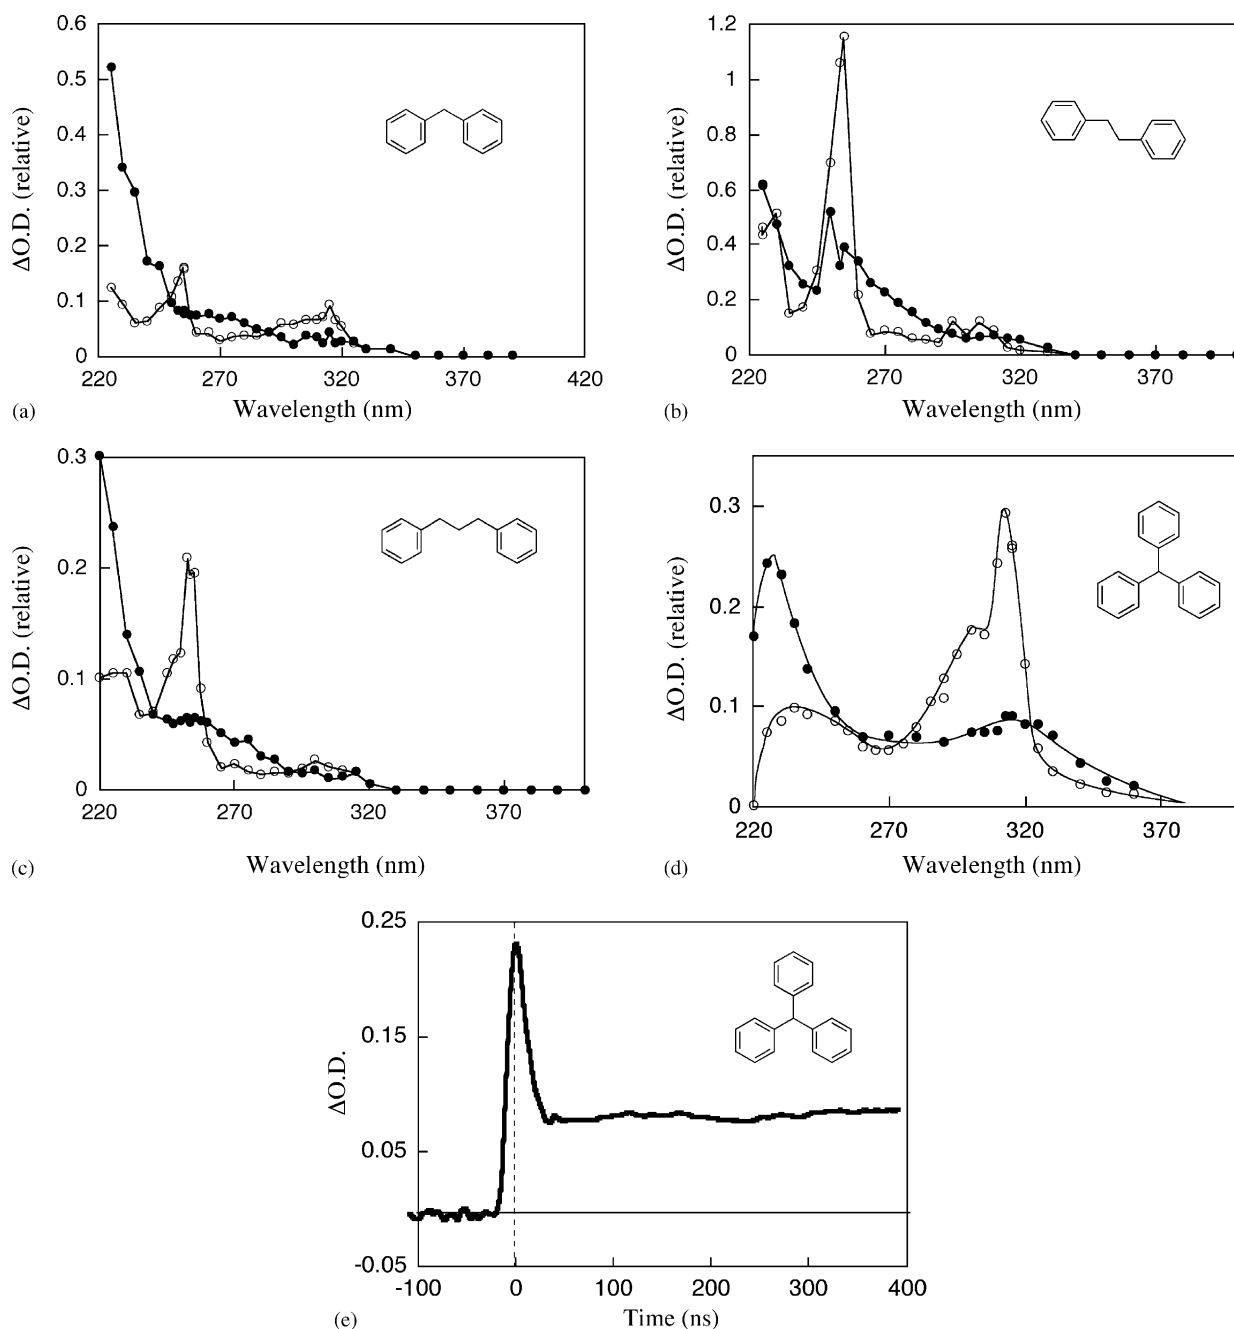 0.6
0.5
0.4
0.3
0.2
0.1
0
ΔO.D. (relative)
220 270 320 370 420
Wavelength (nm)
(a)
1.2
1
0.8
0.6
0.4
0.2
0
ΔO.D. (relative)
220 270 320 370
Wavelength (nm)
(b)
0.3
0.2
0.1
0
ΔO.D. (relative)
220 270 320 370
Wavelength (nm)
(c)
0.3
0.2
0.1
0
ΔO.D. (relative)
220 270 320 370
Wavelength (nm)
(d)
0.25
0.15
0.05
-0.05
ΔO.D.
-100 0 100 200 300 400
Time (ns)
(e)